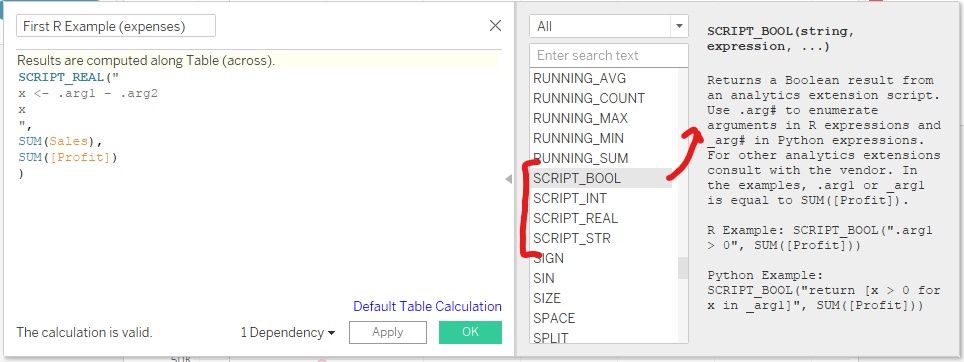 First R Example (expenses)
Results are computed along Table (across).
SCRIPT_REAL("
x <- .arg1 - .arg2
x
",
SUM(Sales),
SUM([Profit])
)
Default Table Calculation
The calculation is valid.
1 Dependency
Apply
OK
All
Enter search text
RUNNING_AVG
RUNNING_COUNT
RUNNING_MAX
RUNNING_MIN
RUNNING_SUM
SCRIPT_BOOL
SCRIPT_INT
SCRIPT_REAL
SCRIPT_STR
SIGN
SIN
SIZE
SPACE
SPLIT
SCRIPT_BOOL(string,
expression, ...)
Returns a Boolean result from
an analytics extension script.
Use .arg# to enumerate
arguments in R expressions and
_arg# in Python expressions.
For other analytics extensions
consult with the vendor. In
the examples, .arg1 or _arg1
is equal to SUM([Profit]).
R Example: SCRIPT_BOOL(".arg1
> 0", SUM([Profit]))
Python Example:
SCRIPT_BOOL("return [x > 0 for
x in _arg1]", SUM([Profit]))
50K